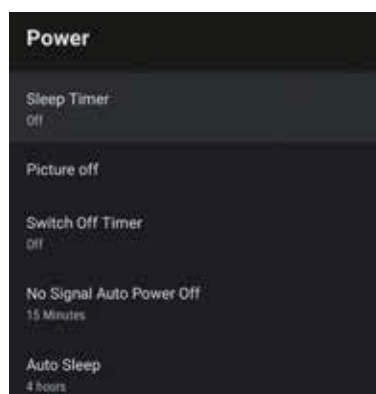 Power
Sleep Timer
Off
Picture off
Switch Off Timer
Off
No Signal Auto Power Off
15 Minutes
Auto Sleep
4 hours